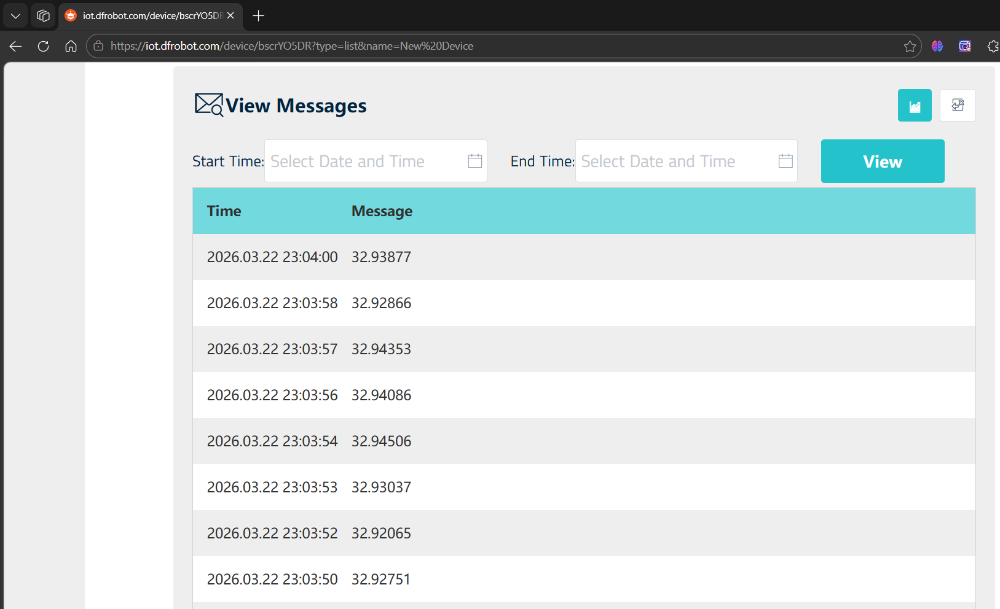 iot.dfrobot.com/device/bscrYO5DR
https://iot.dfrobot.com/device/bscrYO5DR?type=list&name=New%20Device
View Messages
Start Time: Select Date and Time End Time: Select Date and Time View
Time Message
2026.03.22 23:04:00 32.93877
2026.03.22 23:03:58 32.92866
2026.03.22 23:03:57 32.94353
2026.03.22 23:03:56 32.94086
2026.03.22 23:03:54 32.94506
2026.03.22 23:03:53 32.93037
2026.03.22 23:03:52 32.92065
2026.03.22 23:03:50 32.92751